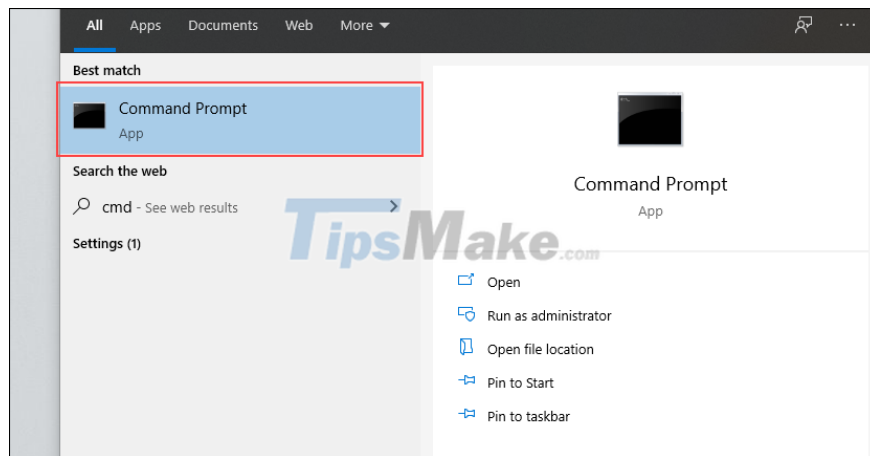 All Apps Documents Web More
Best match
Command Prompt
App
Search the web
cmd - See web results
Settings (1)
Command Prompt
App
TipsMake.com
Open
Run as administrator
Open file location
Pin to Start
Pin to taskbar